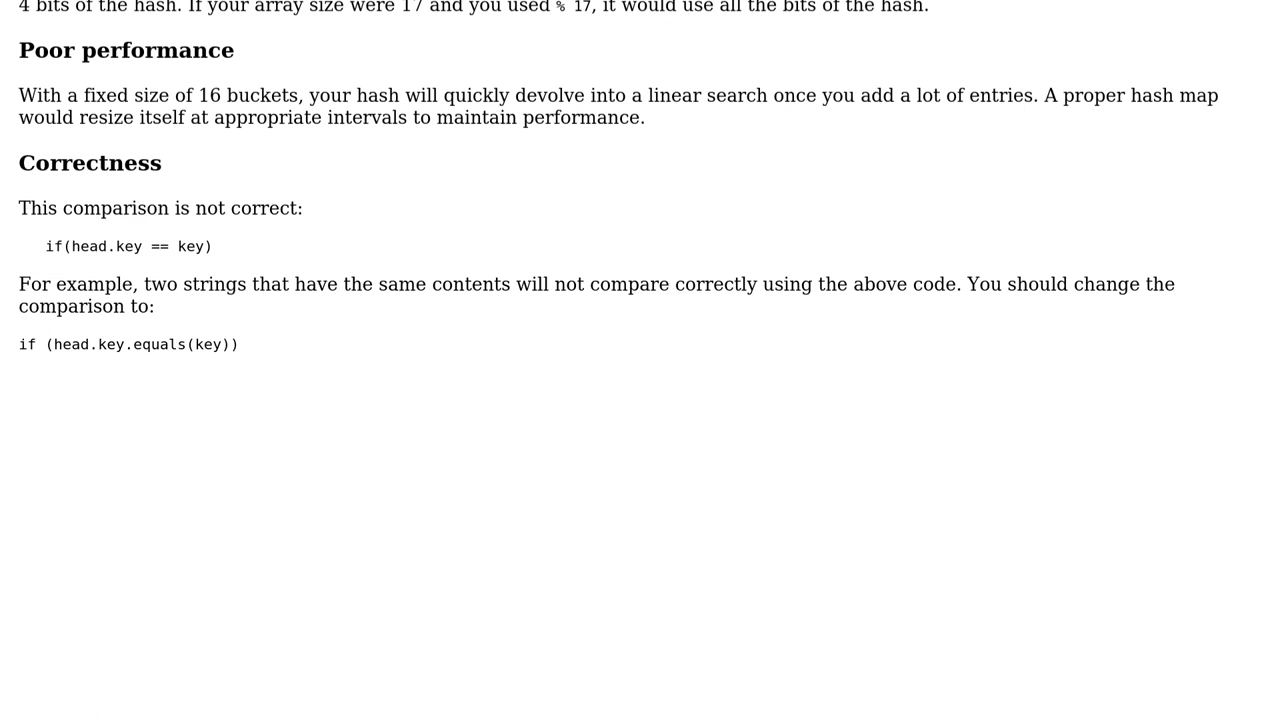 4 bits of the hash. If your array size were 17 and you used % 17, it would use all the bits of the hash.
Poor performance
With a fixed size of 16 buckets, your hash will quickly devolve into a linear search once you add a lot of entries. A proper hash map
would resize itself at appropriate intervals to maintain performance.
Correctness
This comparison is not correct:
if(head.key == key)
For example, two strings that have the same contents will not compare correctly using the above code. You should change the
comparison to:
if (head.key.equals(key))